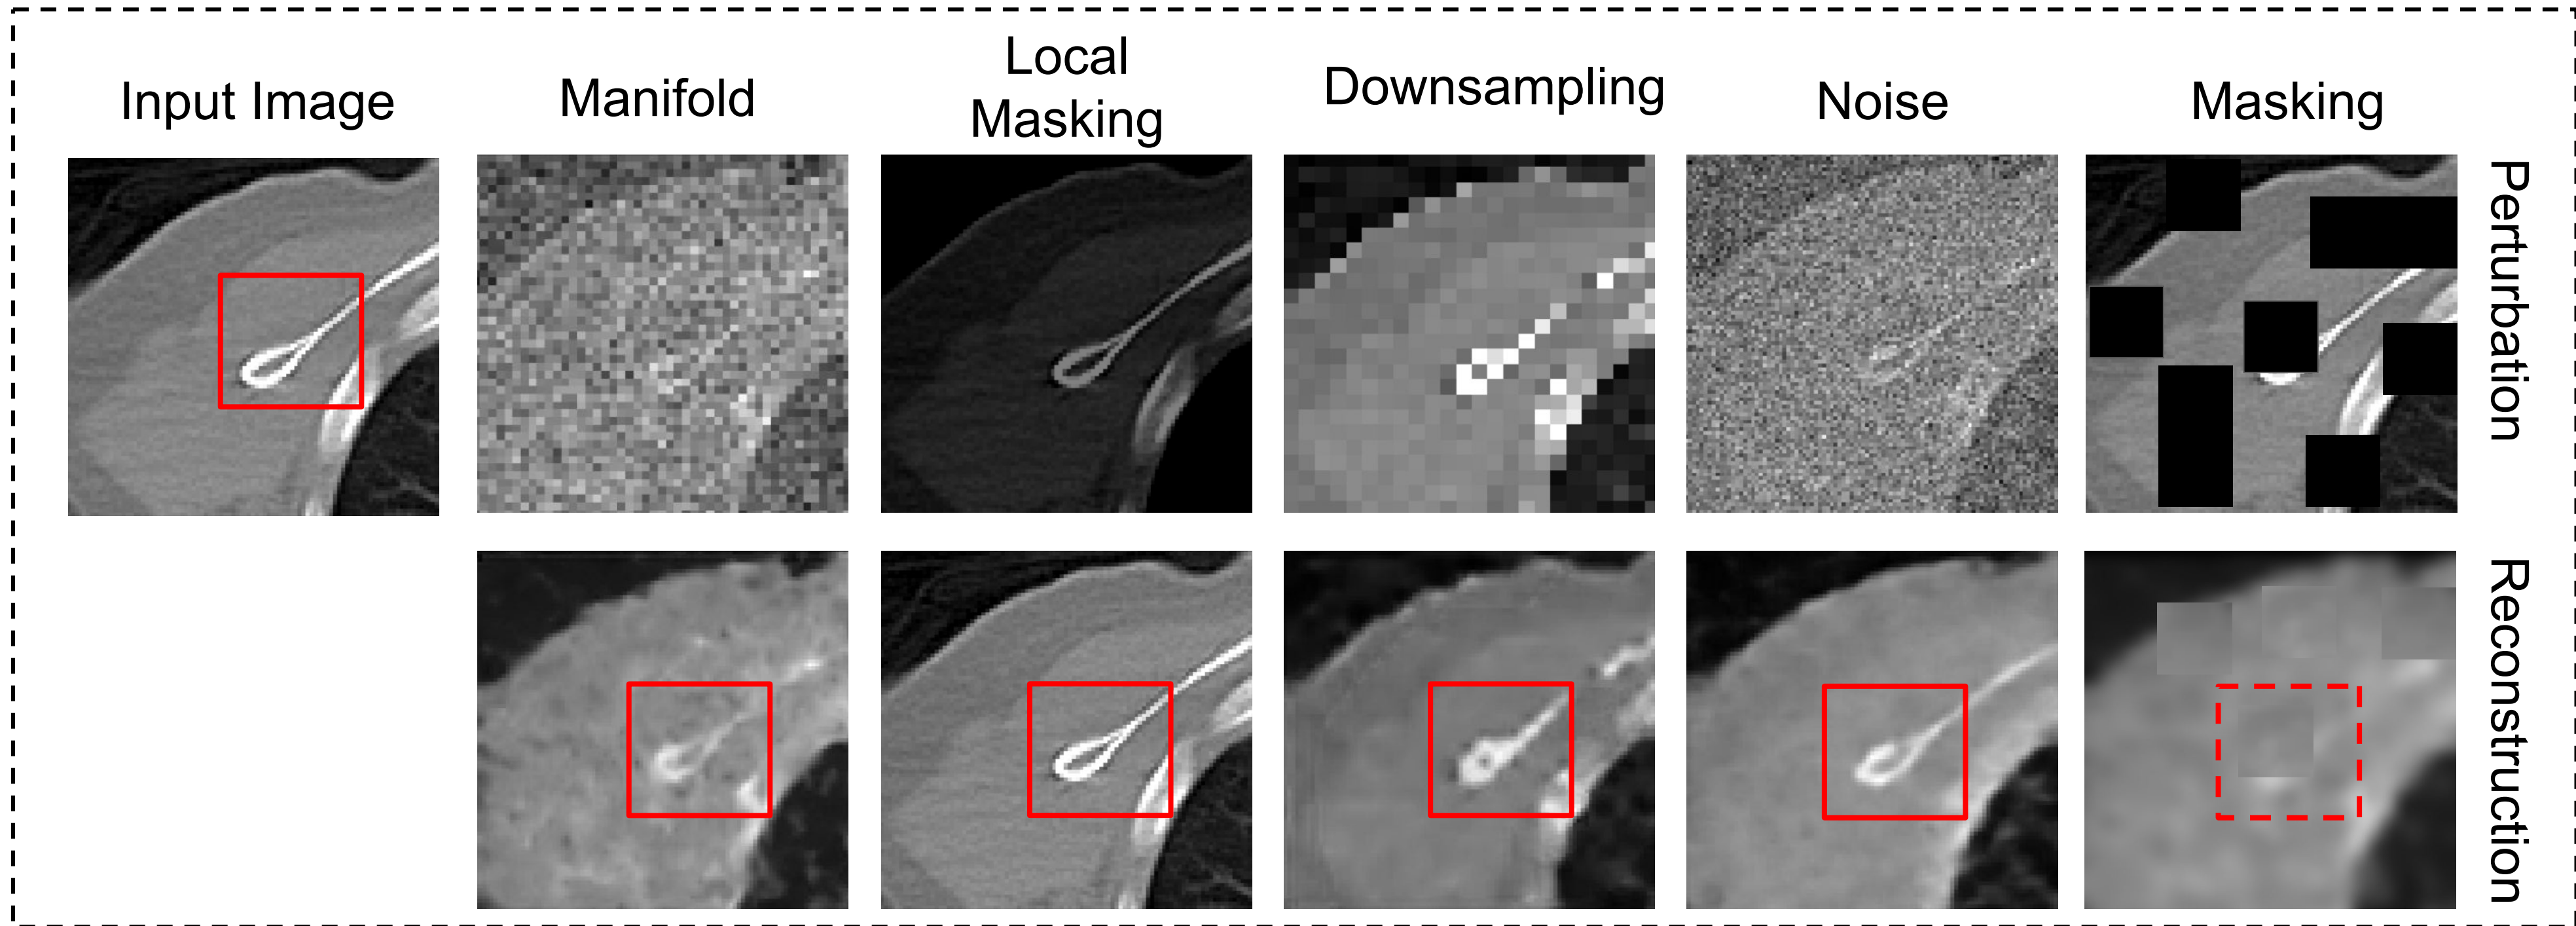 Input Image
Manifold
Local
Masking
Downsampling
Noise
Masking
Perturbation
Reconstruction